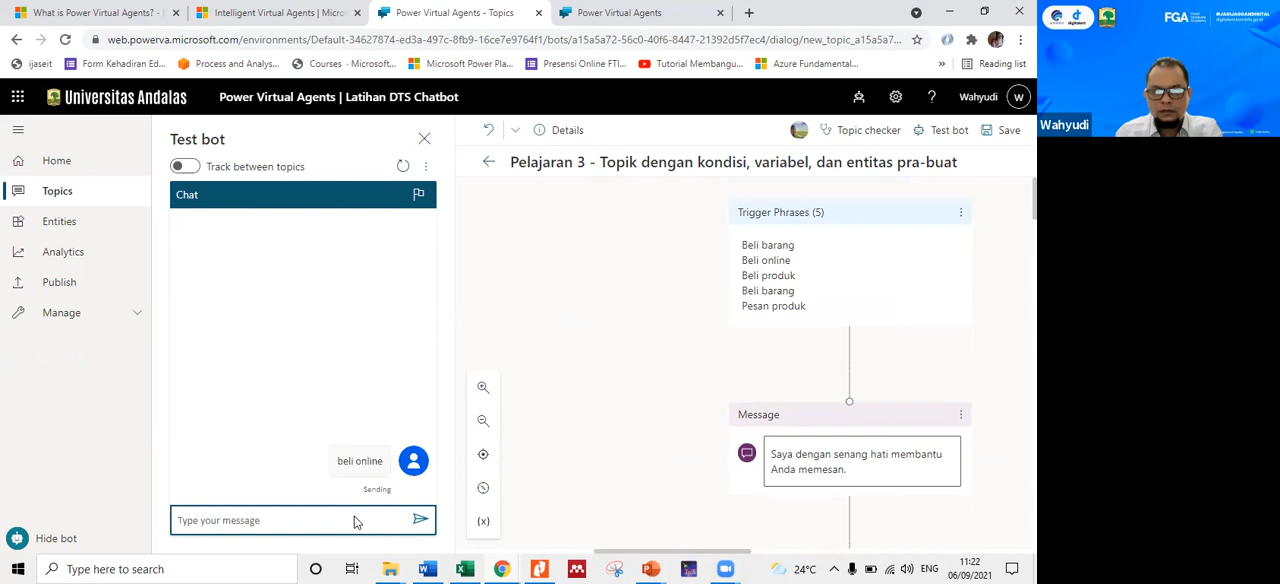 What is Power Virtual Agents? -
Intelligent Virtual Agents | Micros
Power Virtual Agents - Topics
Power Virtual Agents
web.powerva.microsoft.com/environments/Default-34627874-ed3a-497c-8fb9-16ce7e9764f1/bots/a15a5a72-56c0-40f6-8447-21392d5f7ec4/dialog/new_topic_a15a5a7...
ijaseit
Form Kehadiran Ed...
Process and Analys...
Courses · Microsoft...
Microsoft Power Pla...
Presensi Online FTI...
Tutorial Membangu...
Azure Fundamental...
»
Reading list
Universitas Andalas
Power Virtual Agents | Latihan DTS Chatbot
?
Wahyudi
W
Home
Topics
Entities
Analytics
Publish
Manage
Hide bot
Test bot
Track between topics
Chat
beli online
Sending
Type your message
Details
Topic checker
Test bot
Save
Pelajaran 3 - Topik dengan kondisi, variabel, dan entitas pra-buat
Trigger Phrases (5)
Beli barang
Beli online
Beli produk
Beli barang
Pesan produk
Message
Saya dengan senang hati membantu
Anda memesan.
{x}
Type here to search
24°C
ENG
11:22
06/09/2021
FGA
#JADIJAGOANDIGITAL
Wahyudi